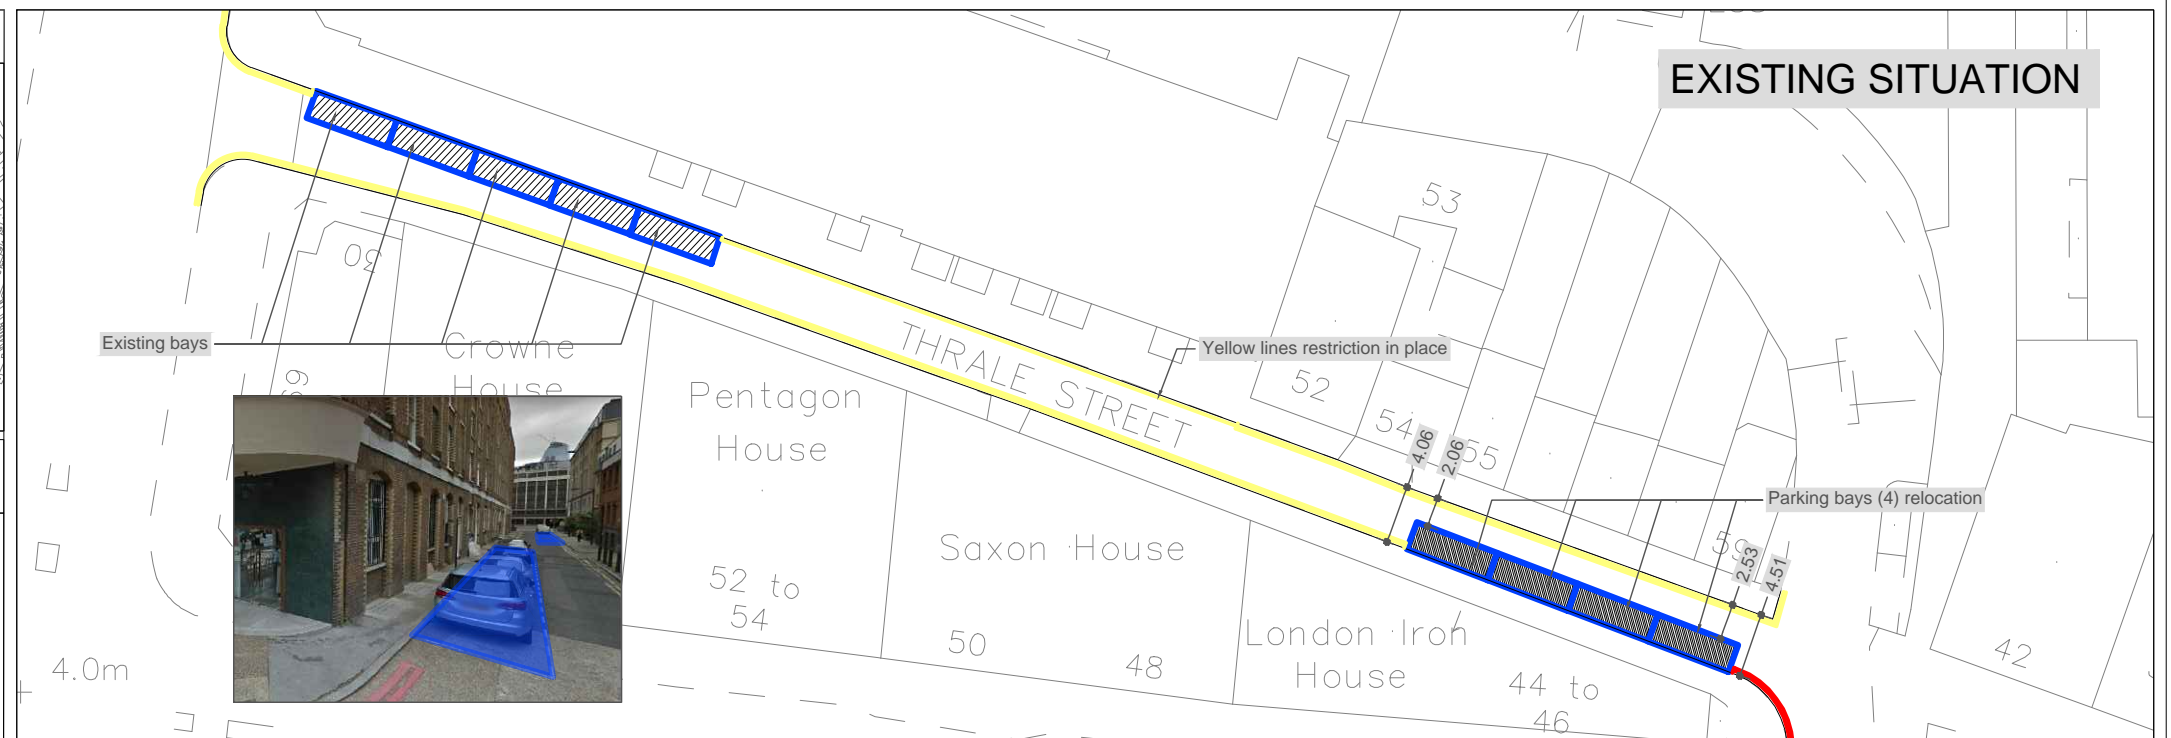 EXISTING SITUATION
53
30
Existing bays
Crowne
House
Yellow lines restriction in place
THRALE STREET
52
Pentagon
House
54
55
4.06
2.06
Parking bays (4) relocation
59
2.53
4.51
Saxon House
52 to
54
50
48
London Iron
House
44 to
46
42
4.0m